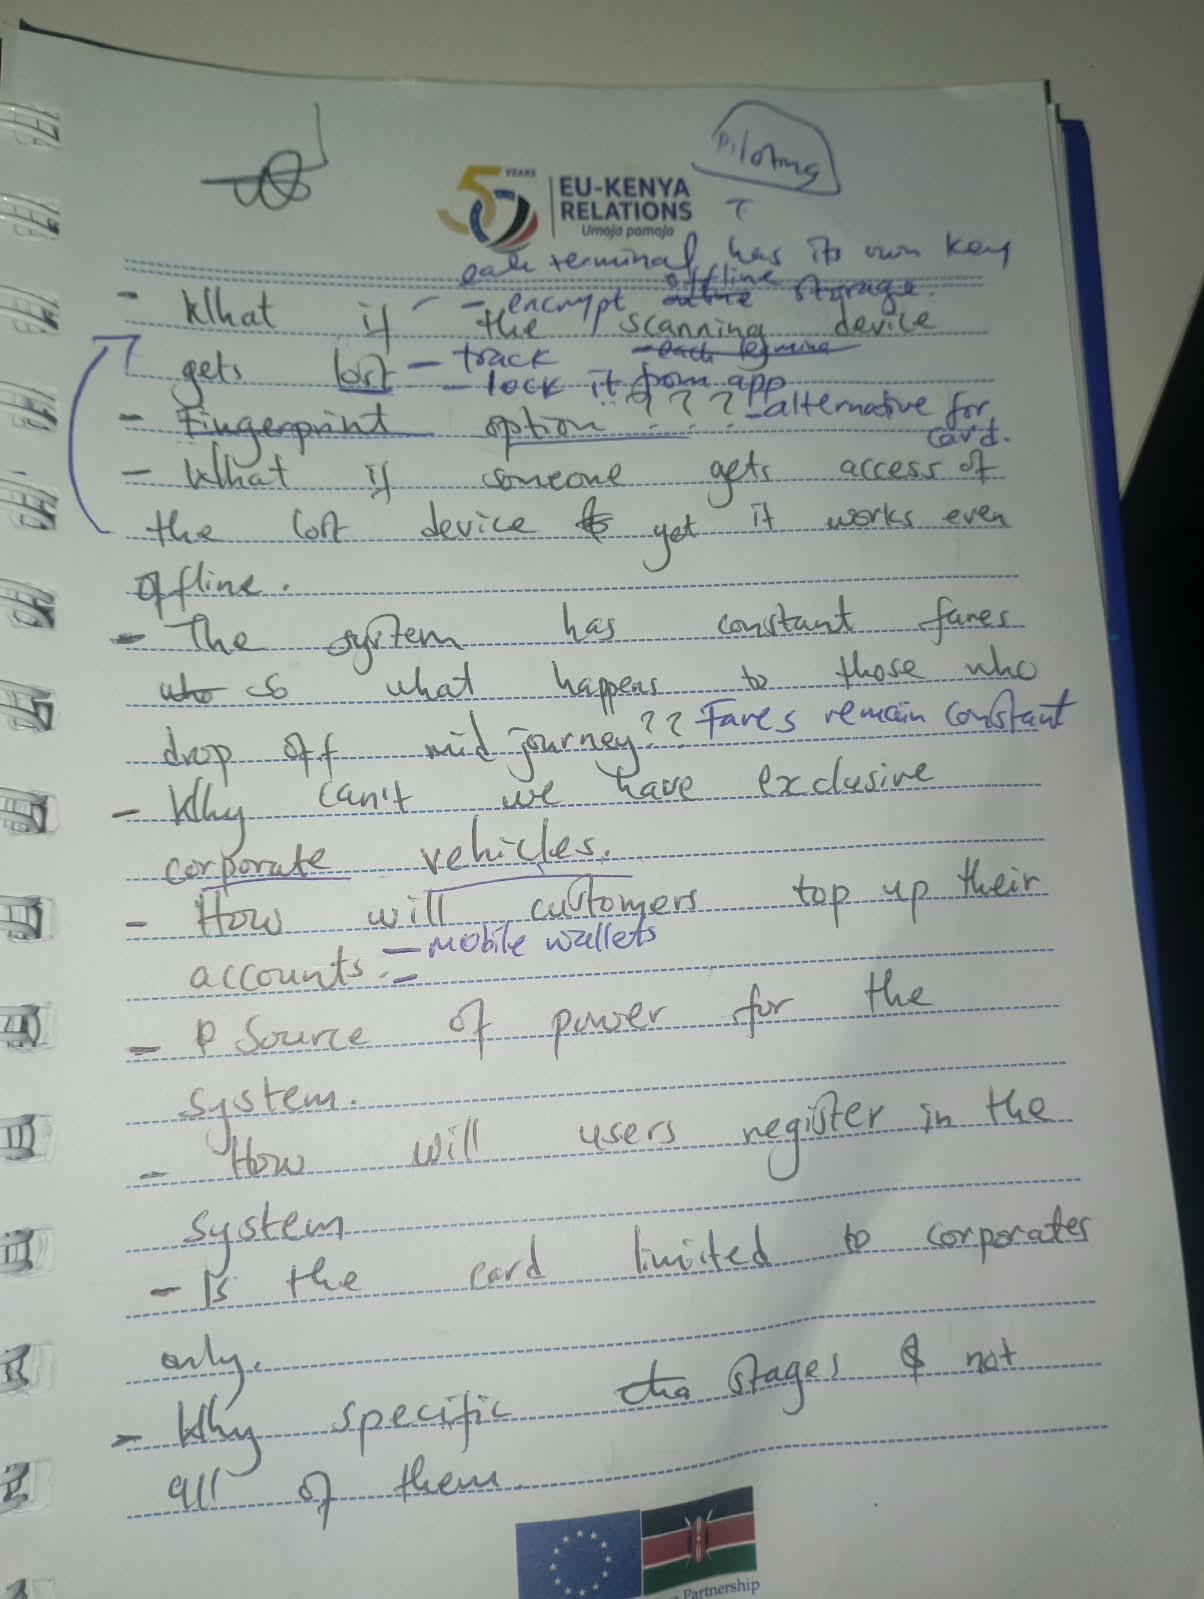 Piloting
50 YEARS
EU-KENYA
RELATIONS
Umoja pamoja
each terminal has its own key
- encrypt offline storage.
- What if the scanning device
gets lost - track
- lock it from app
- Fingerprint option ? ? ? - alternative for
card.
- What if someone gets access of
the lost device yet it works even
offline.
- The system has constant fares
who so what happens to those who
drop off mid journey?? Fares remain constant
- Why can't we have exclusive
corporate vehicles.
- How will customers top up their
accounts. - mobile wallets
- Source of power for the
system.
- How will users register in the
system
- Is the card limited to corporates
only.
- Why specific stages & not
all of them.
Partnership